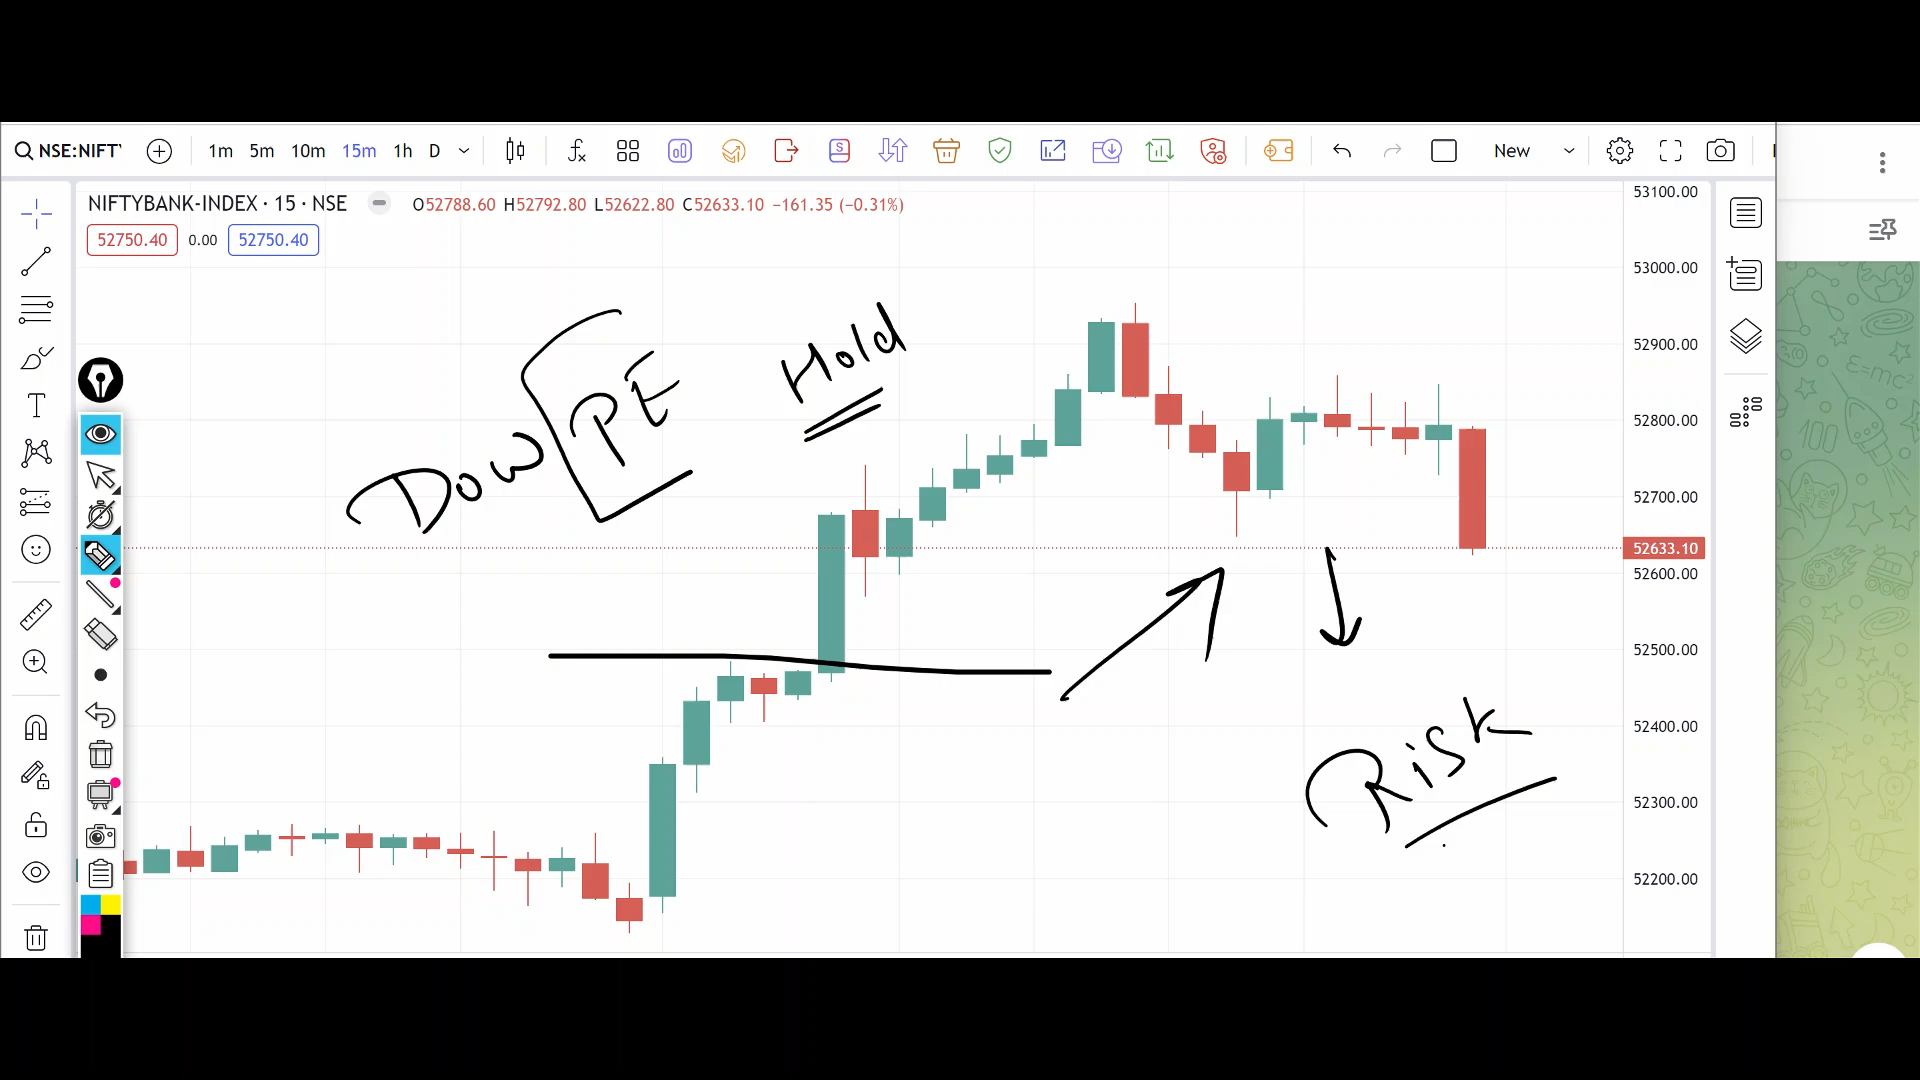 NSE:NIFTY 1m 5m 10m 15m 1h D New
NIFTYBANK-INDEX · 15 · NSE O52788.60 H52792.80 L52622.80 C52633.10 −161.35 (−0.31%)
52750.40 0.00 52750.40
53100.00
53000.00
52900.00
52800.00
52700.00
52633.10
52600.00
52500.00
52400.00
52300.00
52200.00
Dow PE
Hold
Risk